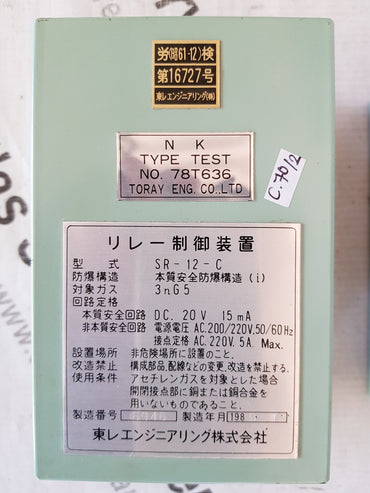 労(昭61-12)検
第16727号
東レエンジニアリング(株)
N K
TYPE TEST
NO. 78T636
TORAY ENG. CO., LTD
C.70/2
リレー制御装置
型式 SR-12-C
防爆構造 本質安全防爆構造(i)
対象ガス 3nG5
回路定格
本質安全回路 DC. 20V 15mA
非本質安全回路 電源電圧 AC. 200/220V, 50/60Hz
接点定格 AC. 220V. 5A Max.
設置場所 非危険場所に設置のこと.
改造禁止 構成部品,配線などの変更,改造を禁止する.
使用条件 アセチレンガスを対象とした場合
開閉接点部に銅または銅合金を
用いないものであること.
製造番号 製造年月 198
東レエンジニアリング株式会社